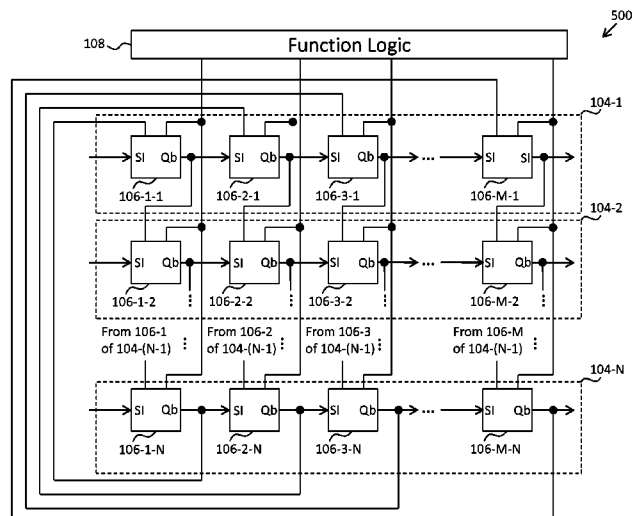 500
108
Function Logic
104-1
SI Qb SI Qb SI Qb SI SI
...
106-1-1 106-2-1 106-3-1 106-M-1
104-2
SI Qb SI Qb SI Qb SI Qb
...
106-1-2 106-2-2 106-3-2 106-M-2
From 106-1 From 106-2 From 106-3 From 106-M
of 104-(N-1) of 104-(N-1) of 104-(N-1) of 104-(N-1)
104-N
SI Qb SI Qb SI Qb SI Qb
...
106-1-N 106-2-N 106-3-N 106-M-N